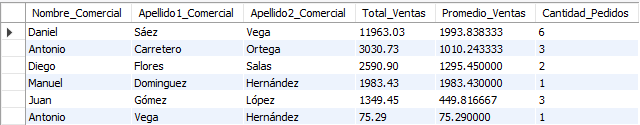 Nombre_Comercial Apellido1_Comercial Apellido2_Comercial Total_Ventas Promedio_Ventas Cantidad_Pedidos
Daniel Sáez Vega 11963.03 1993.838333 6
Antonio Carretero Ortega 3030.73 1010.243333 3
Diego Flores Salas 2590.90 1295.450000 2
Manuel Dominguez Hernández 1983.43 1983.430000 1
Juan Gómez López 1349.45 449.816667 3
Antonio Vega Hernández 75.29 75.290000 1